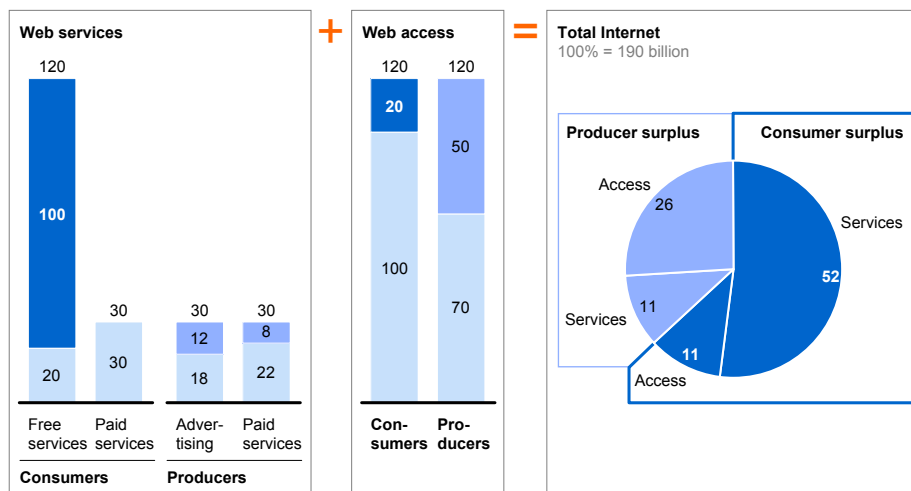 Web services
120
100
20
30
30
30
12
18
30
8
22
Free services
Paid services
Adver-
tising
Paid services
Consumers
Producers
+
Web access
120
20
100
120
50
70
Con-
sumers
Pro-
ducers
=
Total Internet
100% = 190 billion
Producer surplus
Consumer surplus
Access
26
Services
52
Services
11
11
Access